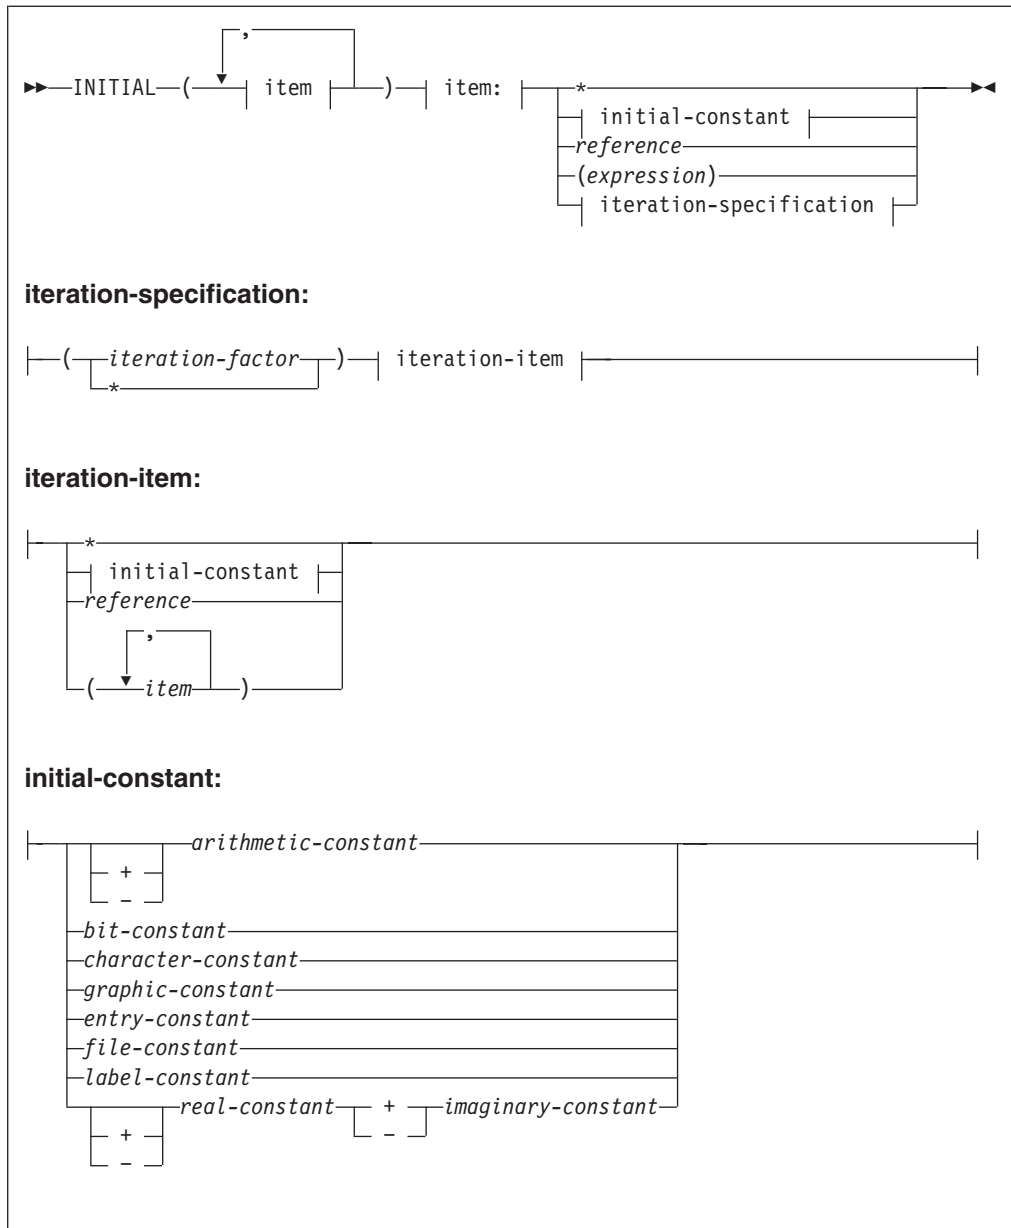 ,
INITIAL ( item ) item: *
initial-constant
reference
(expression)
iteration-specification
iteration-specification:
( iteration-factor ) iteration-item
*
iteration-item:
*
initial-constant
reference
,
( item )
initial-constant:
arithmetic-constant
+
-
bit-constant
character-constant
graphic-constant
entry-constant
file-constant
label-constant
real-constant + imaginary-constant
+ -
-